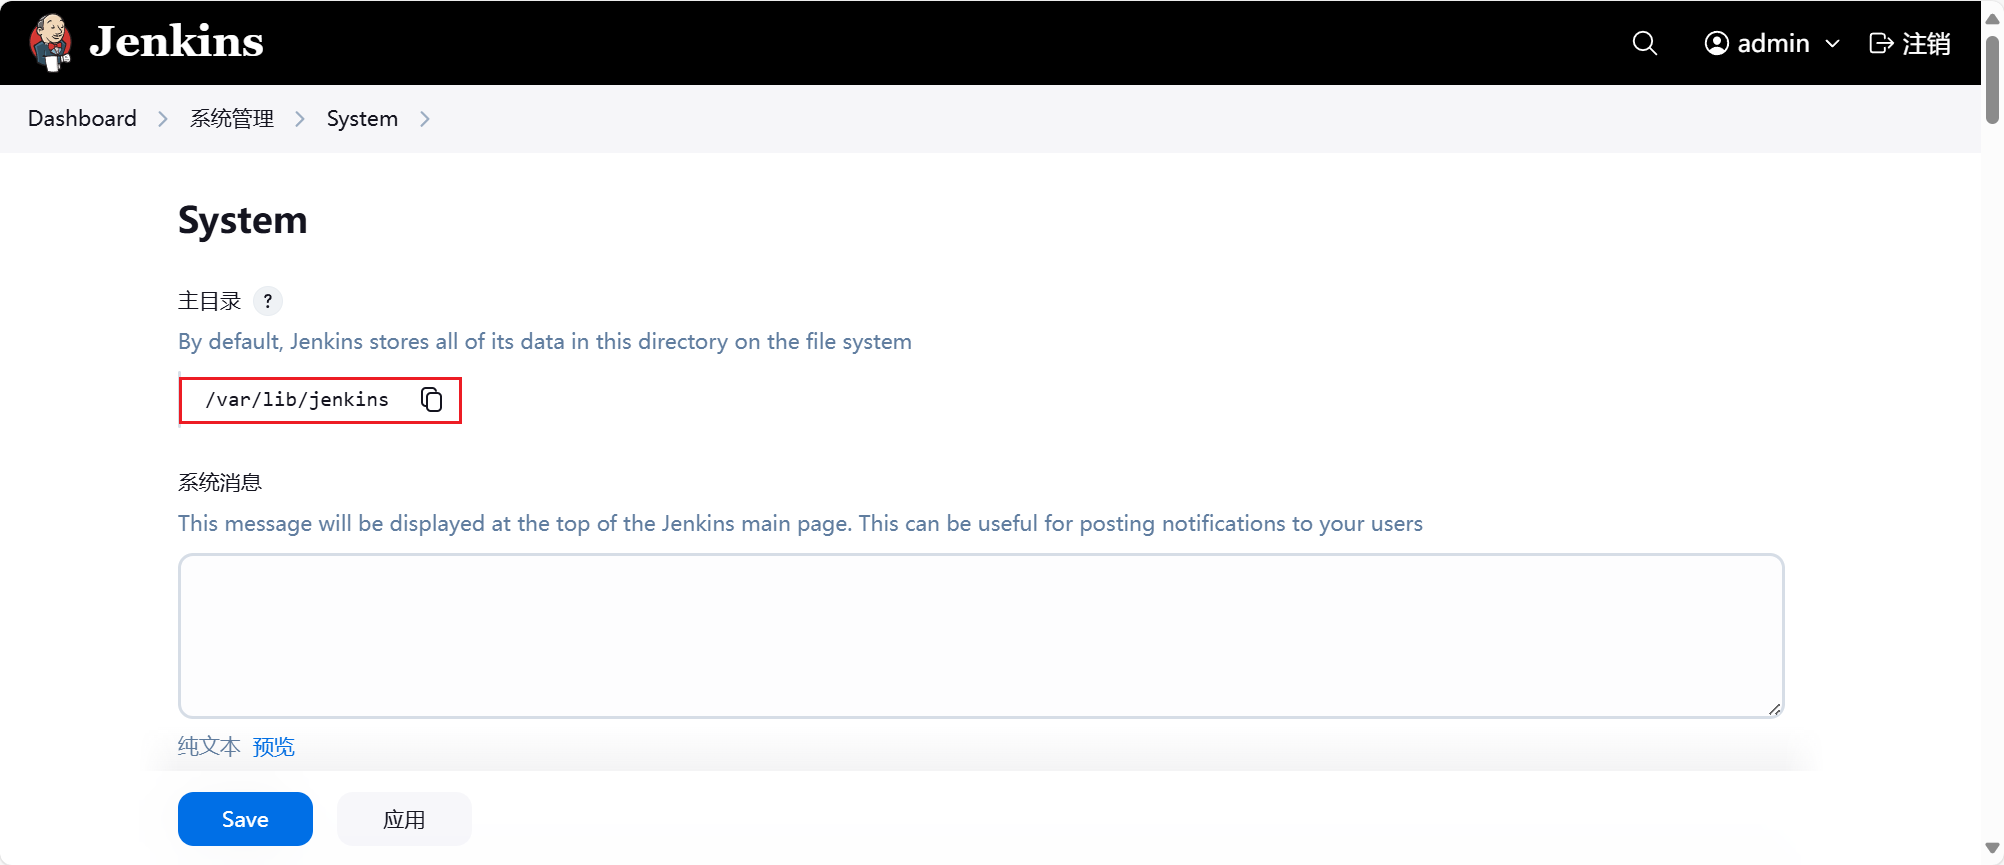 Jenkins
admin
注销
Dashboard
系统管理
System
System
主目录 ?
By default, Jenkins stores all of its data in this directory on the file system
/var/lib/jenkins
系统消息
This message will be displayed at the top of the Jenkins main page. This can be useful for posting notifications to your users
纯文本 预览
Save
应用